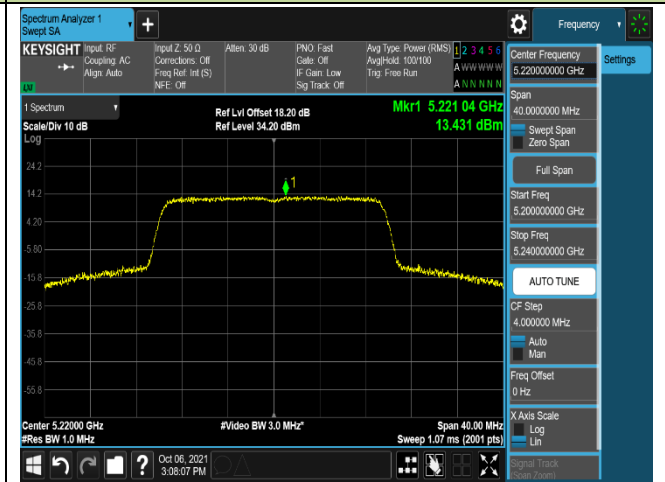 Spectrum Analyzer 1
Swept SA
Frequency
KEYSIGHT
Input: RF
Coupling: AC
Align: Auto
Input Z: 50 Ω
Corrections: Off
Freq Ref: Int (S)
NFE: Off
Atten: 30 dB
PNO: Fast
Gate: Off
IF Gain: Low
Sig Track: Off
Avg Type: Power (RMS)
Avg|Hold: 100/100
Trig: Free Run
1 2 3 4 5 6
A W W W W W
A N N N N N
LW
1 Spectrum
Scale/Div 10 dB
Log
Ref Lvl Offset 18.20 dB
Ref Level 34.20 dBm
Mkr1 5.221 04 GHz
13.431 dBm
24.2
14.2
4.20
-5.80
-15.8
-25.8
-35.8
-45.8
-55.8
1
Center 5.22000 GHz
#Res BW 1.0 MHz
#Video BW 3.0 MHz*
Span 40.00 MHz
Sweep 1.07 ms (2001 pts)
Oct 06, 2021
3:08:07 PM
?
Center Frequency
5.220000000 GHz
Settings
Span
40.0000000 MHz
Swept Span
Zero Span
Full Span
Start Freq
5.200000000 GHz
Stop Freq
5.240000000 GHz
AUTO TUNE
CF Step
4.000000 MHz
Auto
Man
Freq Offset
0 Hz
X Axis Scale
Log
Lin
Signal Track
(Span Zoom)